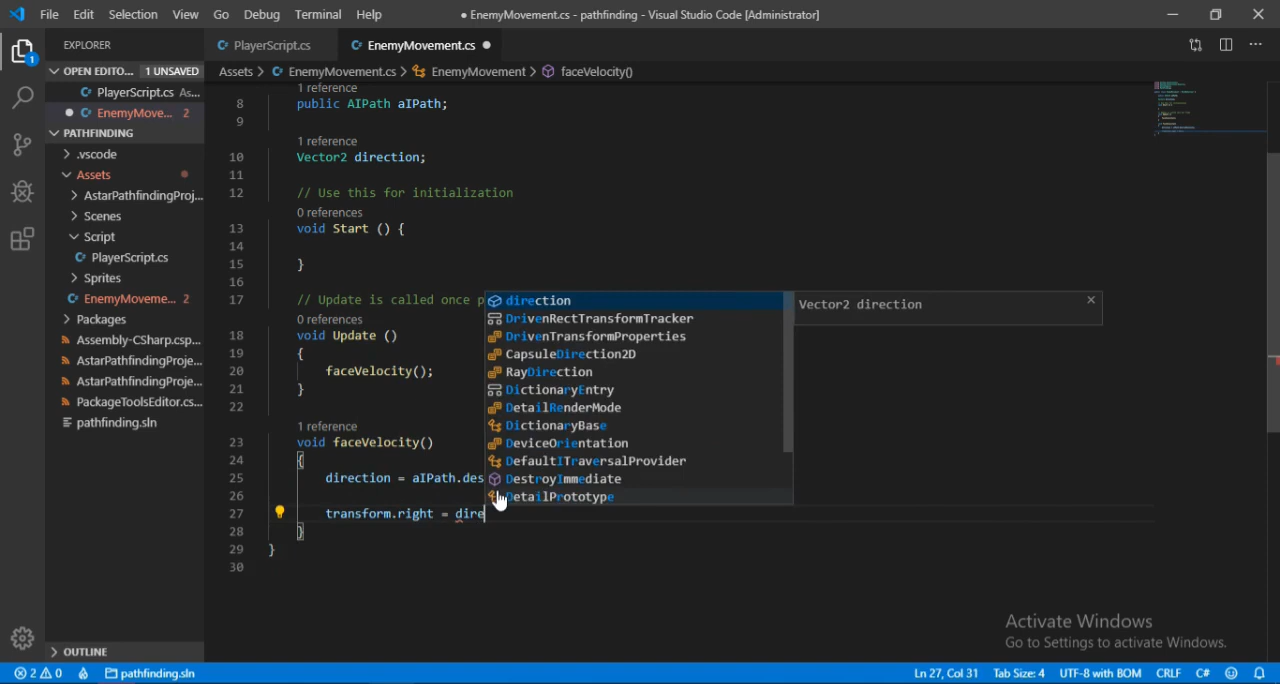 File Edit Selection View Go Debug Terminal Help
● EnemyMovement.cs - pathfinding - Visual Studio Code [Administrator]
EXPLORER
PlayerScript.cs
EnemyMovement.cs
OPEN EDITO... 1 UNSAVED
PlayerScript.cs As...
EnemyMove... 2
PATHFINDING
.vscode
Assets
AstarPathfindingProj...
Scenes
Script
PlayerScript.cs
Sprites
EnemyMoveme... 2
Packages
Assembly-CSharp.csp...
AstarPathfindingProje...
AstarPathfindingProje...
PackageToolsEditor.cs...
pathfinding.sln
OUTLINE
Assets > EnemyMovement.cs > EnemyMovement > faceVelocity()
1 reference
8 public AIPath aIPath;
9
1 reference
10 Vector2 direction;
11
12 // Use this for initialization
0 references
13 void Start () {
14
15 }
16
17 // Update is called once p
0 references
18 void Update ()
19 {
20 faceVelocity();
21 }
22
1 reference
23 void faceVelocity()
24 {
25 direction = aIPath.des
26
27 transform.right = dire
28 }
29 }
30
direction
DrivenRectTransformTracker
DrivenTransformProperties
CapsuleDirection2D
RayDirection
DictionaryEntry
DetailRenderMode
DictionaryBase
DeviceOrientation
DefaultITraversalProvider
DestroyImmediate
DetailPrototype
Vector2 direction
1
Activate Windows
Go to Settings to activate Windows.
2 0 pathfinding.sln
Ln 27, Col 31 Tab Size: 4 UTF-8 with BOM CRLF C#